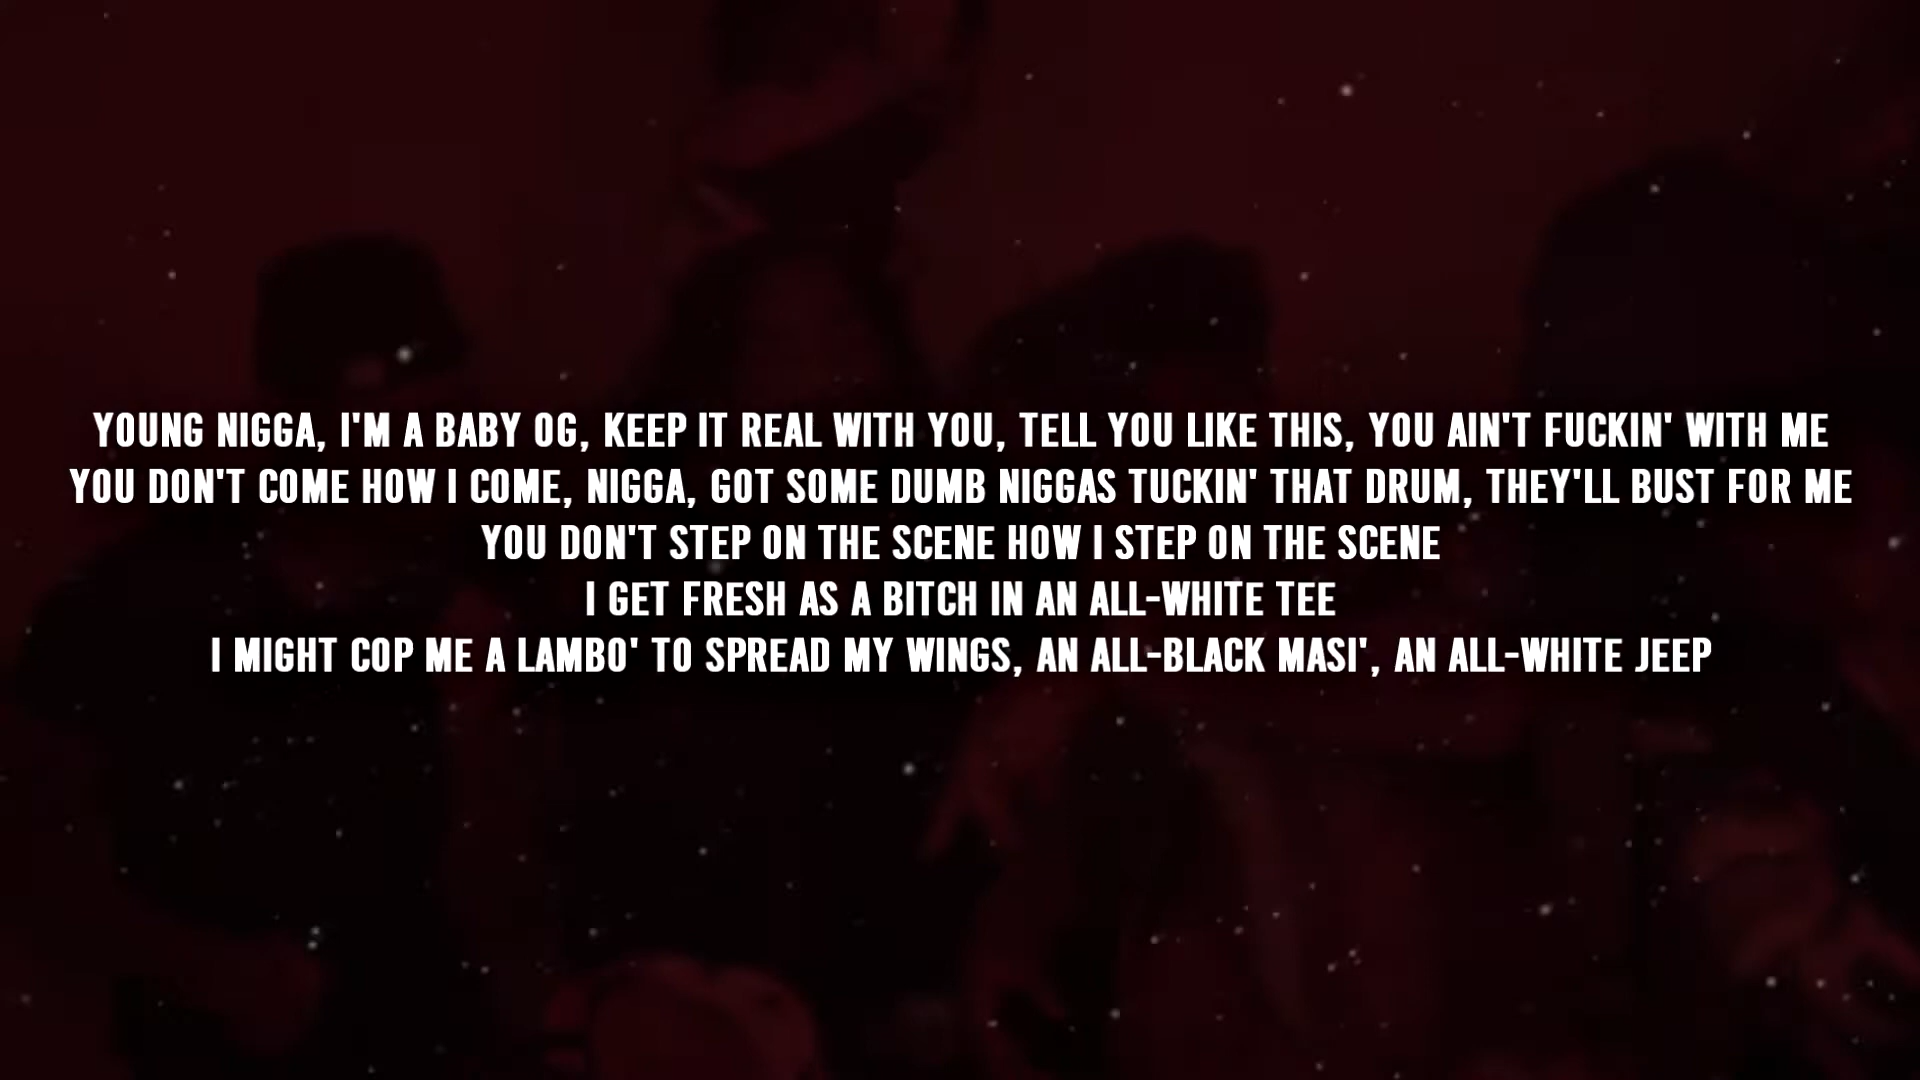 YOUNG NIGGA, I'M A BABY OG, KEEP IT REAL WITH YOU, TELL YOU LIKE THIS, YOU AIN'T FUCKIN' WITH ME
YOU DON'T COME HOW I COME, NIGGA, GOT SOME DUMB NIGGAS TUCKIN' THAT DRUM, THEY'LL BUST FOR ME
YOU DON'T STEP ON THE SCENE HOW I STEP ON THE SCENE
I GET FRESH AS A BITCH IN AN ALL-WHITE TEE
I MIGHT COP ME A LAMBO' TO SPREAD MY WINGS, AN ALL-BLACK MASI', AN ALL-WHITE JEEP